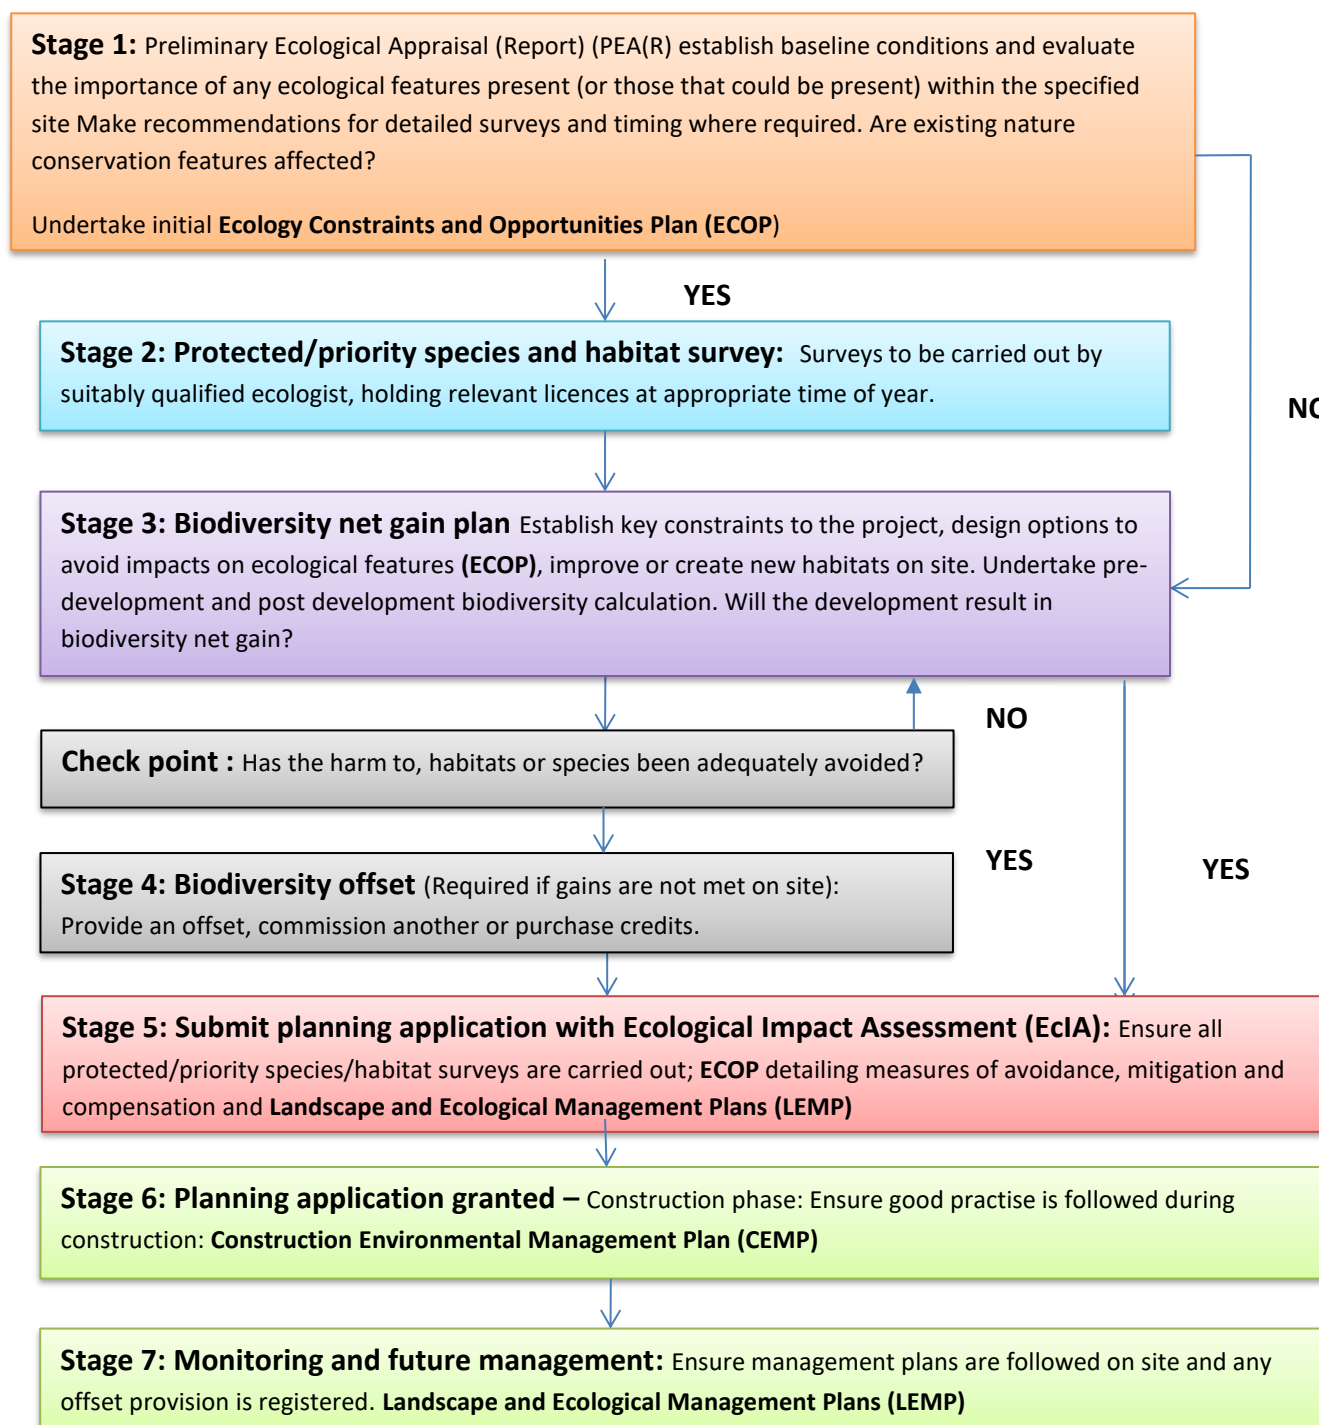 Stage 1: Preliminary Ecological Appraisal (Report) (PEA(R) establish baseline conditions and evaluate
the importance of any ecological features present (or those that could be present) within the specified
site Make recommendations for detailed surveys and timing where required. Are existing nature
conservation features affected?
Undertake initial Ecology Constraints and Opportunities Plan (ECOP)
YES
Stage 2: Protected/priority species and habitat survey: Surveys to be carried out by
suitably qualified ecologist, holding relevant licences at appropriate time of year.
NO
Stage 3: Biodiversity net gain plan Establish key constraints to the project, design options to
avoid impacts on ecological features (ECOP), improve or create new habitats on site. Undertake pre-
development and post development biodiversity calculation. Will the development result in
biodiversity net gain?
NO
Check point : Has the harm to, habitats or species been adequately avoided?
YES
YES
Stage 4: Biodiversity offset (Required if gains are not met on site):
Provide an offset, commission another or purchase credits.
Stage 5: Submit planning application with Ecological Impact Assessment (EcIA): Ensure all
protected/priority species/habitat surveys are carried out; ECOP detailing measures of avoidance, mitigation and
compensation and Landscape and Ecological Management Plans (LEMP)
Stage 6: Planning application granted – Construction phase: Ensure good practise is followed during
construction: Construction Environmental Management Plan (CEMP)
Stage 7: Monitoring and future management: Ensure management plans are followed on site and any
offset provision is registered. Landscape and Ecological Management Plans (LEMP)